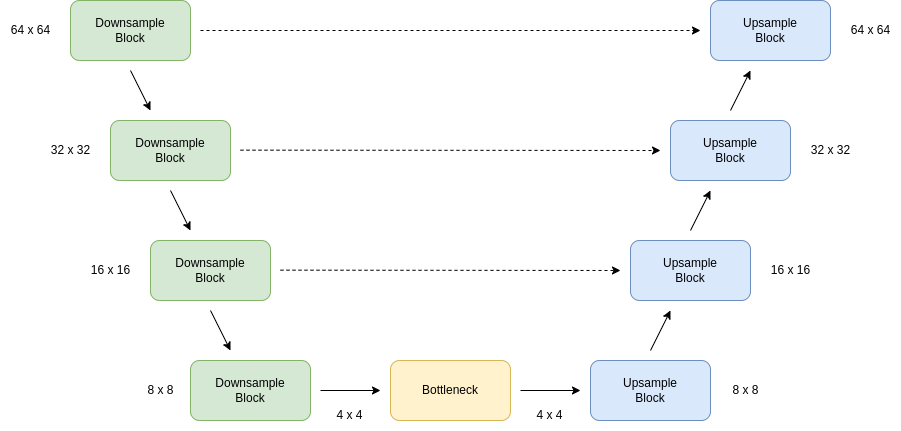 64 x 64
Downsample
Block
Upsample
Block
64 x 64
32 x 32
Downsample
Block
Upsample
Block
32 x 32
16 x 16
Downsample
Block
Upsample
Block
16 x 16
8 x 8
Downsample
Block
4 x 4
Bottleneck
4 x 4
Upsample
Block
8 x 8